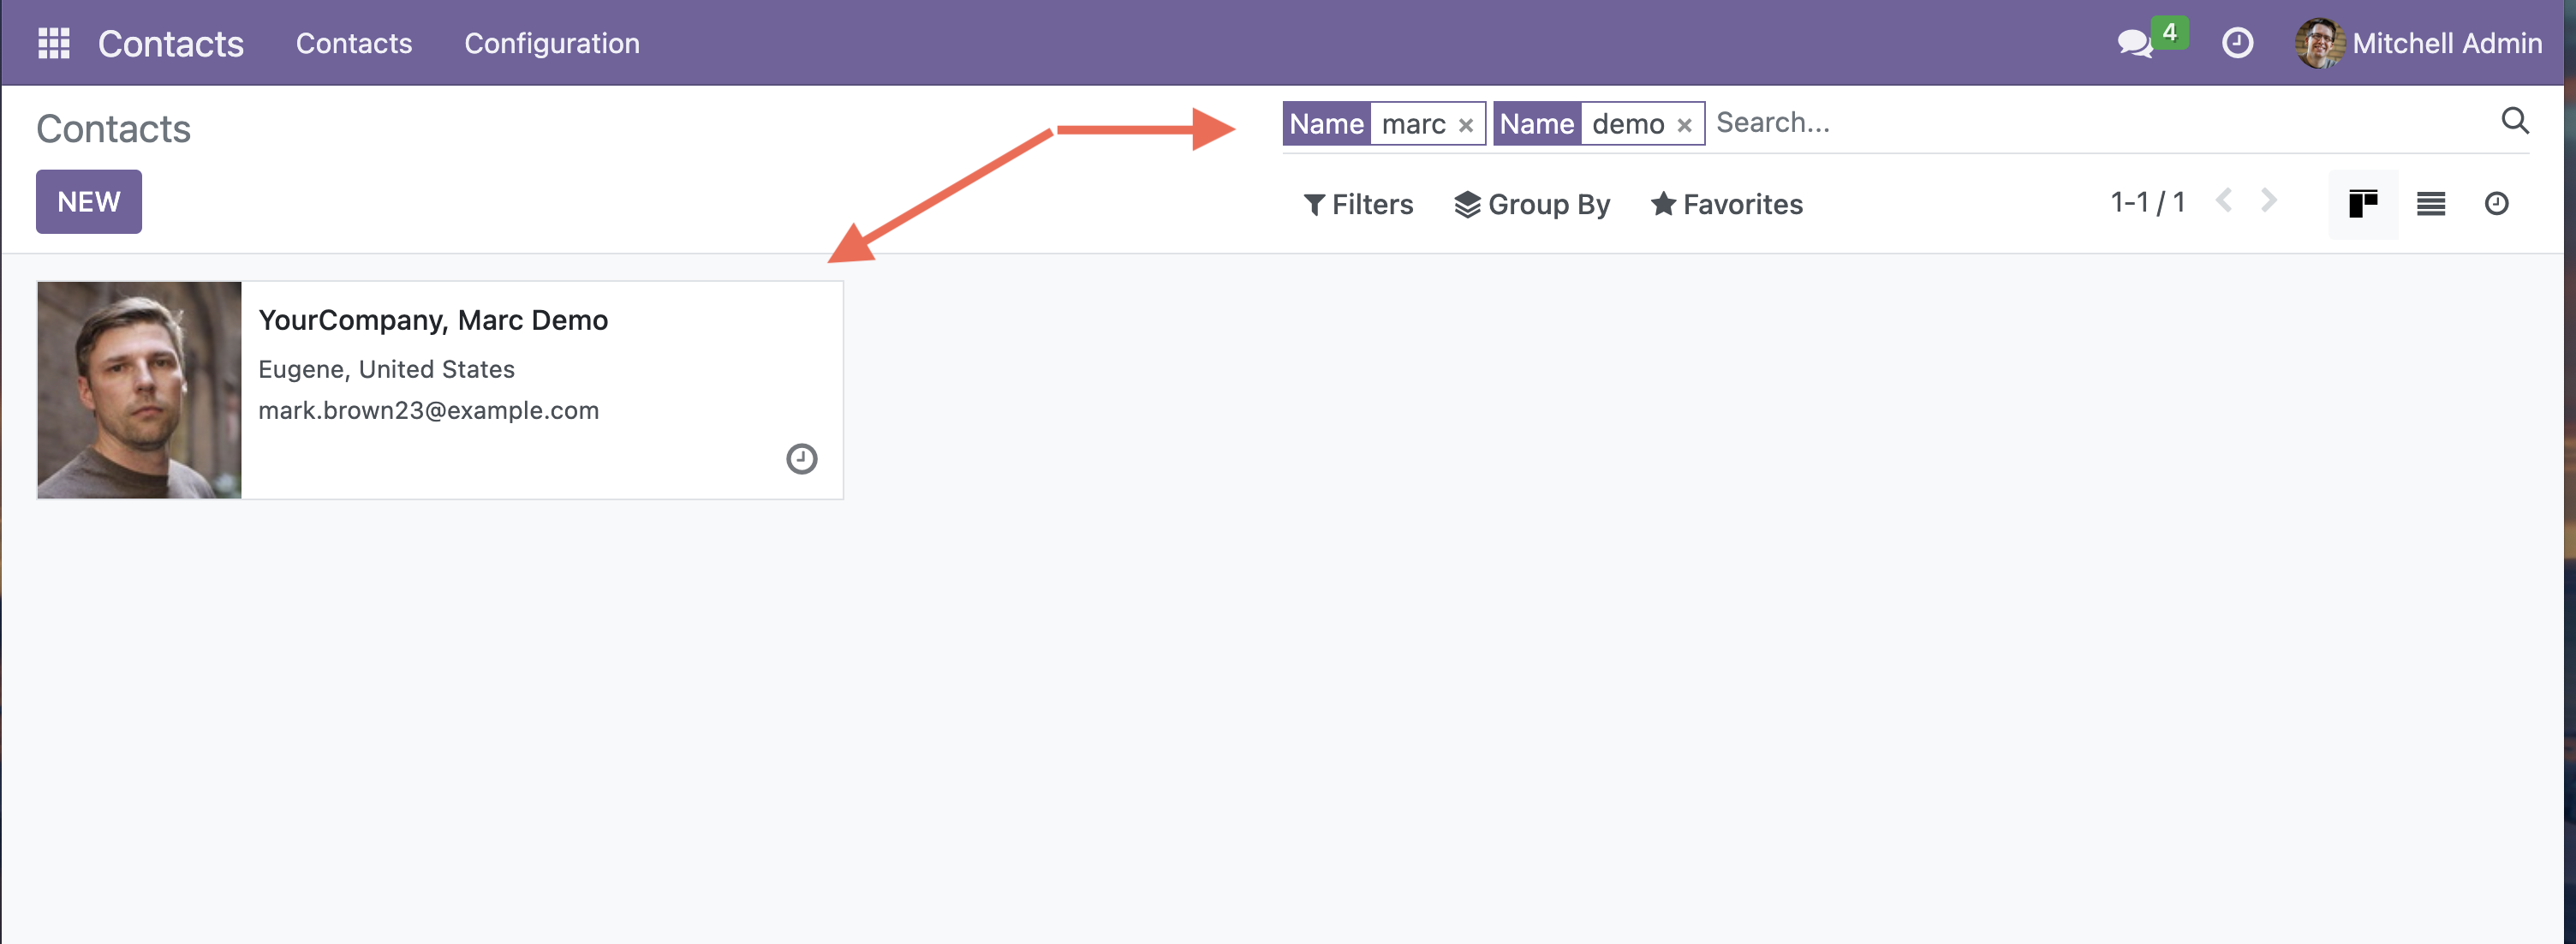 Contacts Contacts Configuration 4 Mitchell Admin
Contacts
Name marc × Name demo × Search...
NEW
Filters Group By Favorites 1-1 / 1
YourCompany, Marc Demo
Eugene, United States
mark.brown23@example.com